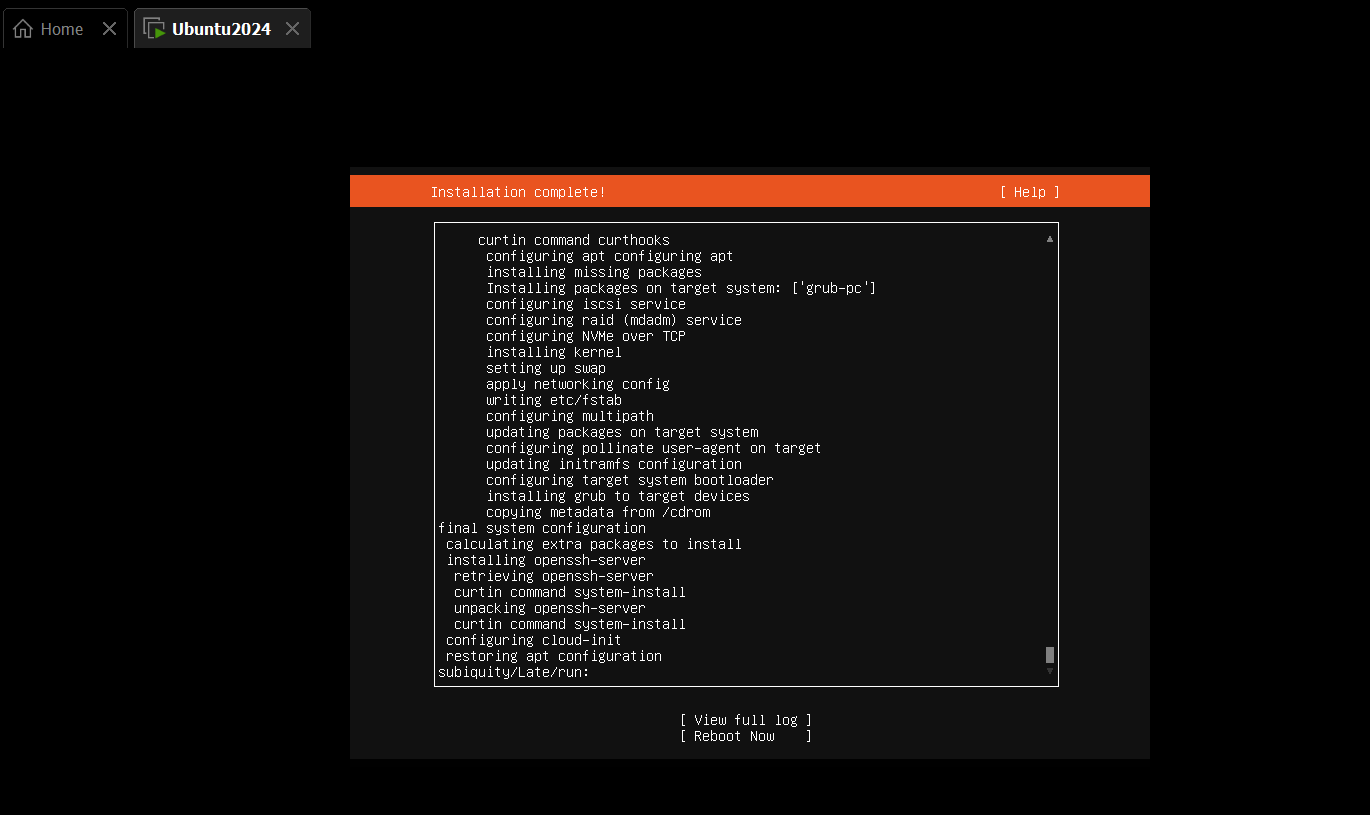 Home
Ubuntu2024
Installation complete! [ Help ]
curtin command curthooks
configuring apt configuring apt
installing missing packages
Installing packages on target system: ['grub-pc']
configuring iscsi service
configuring raid (mdadm) service
configuring NVMe over TCP
installing kernel
setting up swap
apply networking config
writing etc/fstab
configuring multipath
updating packages on target system
configuring pollinate user-agent on target
updating initramfs configuration
configuring target system bootloader
installing grub to target devices
copying metadata from /cdrom
final system configuration
calculating extra packages to install
installing openssh-server
retrieving openssh-server
curtin command system-install
unpacking openssh-server
curtin command system-install
configuring cloud-init
restoring apt configuration
subiquity/Late/run:
[ View full log ]
[ Reboot Now ]